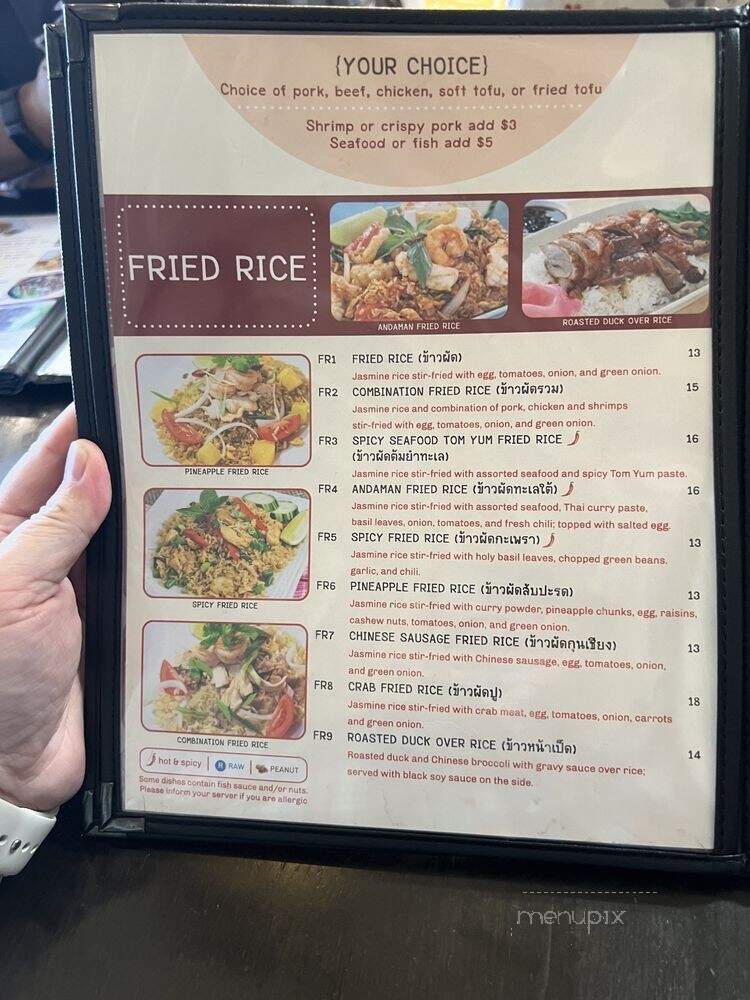 {YOUR CHOICE}
Choice of pork, beef, chicken, soft tofu, or fried tofu
Shrimp or crispy pork add $3
Seafood or fish add $5
FRIED RICE
ANDAMAN FRIED RICE
ROASTED DUCK OVER RICE
FR1 FRIED RICE (ข้าวผัด) 13
Jasmine rice stir-fried with egg, tomatoes, onion, and green onion.
FR2 COMBINATION FRIED RICE (ข้าวผัดรวม) 15
Jasmine rice and combination of pork, chicken and shrimps
stir-fried with egg, tomatoes, onion, and green onion.
FR3 SPICY SEAFOOD TOM YUM FRIED RICE 16
(ข้าวผัดต้มยำทะเล)
Jasmine rice stir-fried with assorted seafood and spicy Tom Yum paste.
FR4 ANDAMAN FRIED RICE (ข้าวผัดทะเลใต้) 16
Jasmine rice stir-fried with assorted seafood, Thai curry paste,
basil leaves, onion, tomatoes, and fresh chili; topped with salted egg.
FR5 SPICY FRIED RICE (ข้าวผัดกะเพรา) 13
Jasmine rice stir-fried with holy basil leaves, chopped green beans.
garlic, and chili.
FR6 PINEAPPLE FRIED RICE (ข้าวผัดสับปะรด) 13
Jasmine rice stir-fried with curry powder, pineapple chunks, egg, raisins,
cashew nuts, tomatoes, onion, and green onion.
FR7 CHINESE SAUSAGE FRIED RICE (ข้าวผัดกุนเชียง) 13
Jasmine rice stir-fried with Chinese sausage, egg, tomatoes, onion,
and green onion.
FR8 CRAB FRIED RICE (ข้าวผัดปู) 18
Jasmine rice stir-fried with crab meat, egg, tomatoes, onion, carrots
and green onion.
FR9 ROASTED DUCK OVER RICE (ข้าวหน้าเป็ด) 14
Roasted duck and Chinese broccoli with gravy sauce over rice;
served with black soy sauce on the side.
PINEAPPLE FRIED RICE
SPICY FRIED RICE
COMBINATION FRIED RICE
hot & spicy R RAW PEANUT
Some dishes contain fish sauce and/or nuts.
Please inform your server if you are allergic
menupix